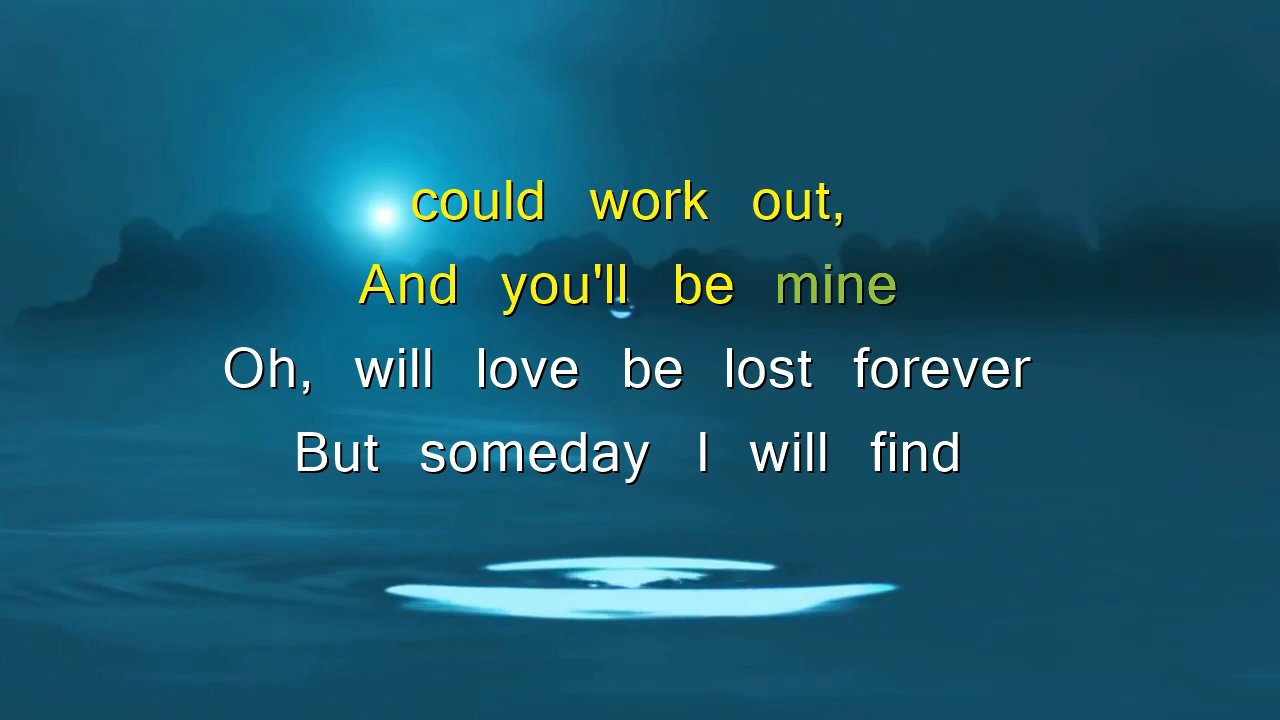 could work out,
And you'll be mine
Oh, will love be lost forever
But someday I will find